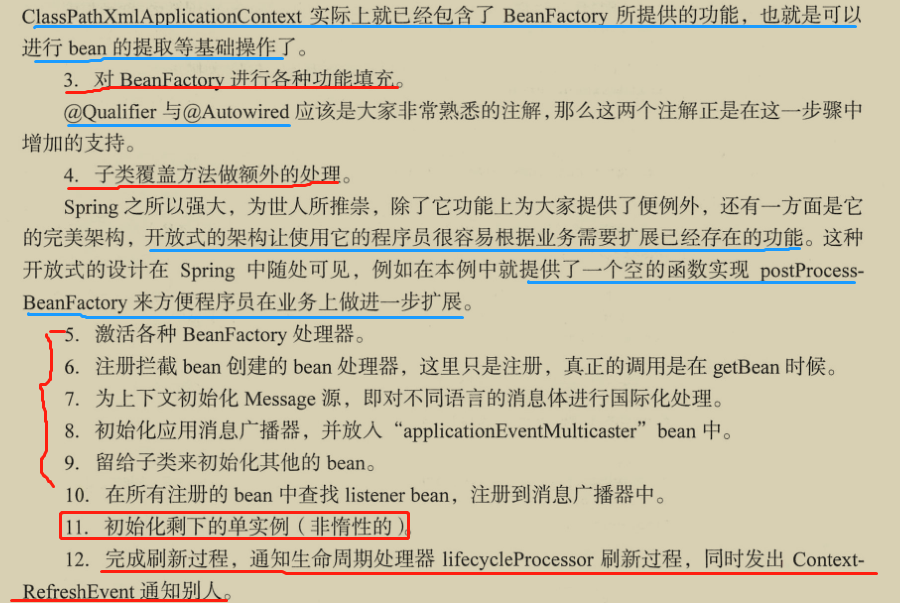 ClassPathXmlApplicationContext 实际上就已经包含了 BeanFactory 所提供的功能，也就是可以
进行 bean 的提取等基础操作了。
3. 对 BeanFactory 进行各种功能填充。
@Qualifier 与@Autowired 应该是大家非常熟悉的注解，那么这两个注解正是在这一步骤中
增加的支持。
4. 子类覆盖方法做额外的处理。
Spring 之所以强大，为世人所推崇，除了它功能上为大家提供了便例外，还有一方面是它
的完美架构，开放式的架构让使用它的程序员很容易根据业务需要扩展已经存在的功能。这种
开放式的设计在 Spring 中随处可见，例如在本例中就提供了一个空的函数实现 postProcess-
BeanFactory 来方便程序员在业务上做进一步扩展。
5. 激活各种 BeanFactory 处理器。
6. 注册拦截 bean 创建的 bean 处理器，这里只是注册，真正的调用是在 getBean 时候。
7. 为上下文初始化 Message 源，即对不同语言的消息体进行国际化处理。
8. 初始化应用消息广播器，并放入“applicationEventMulticaster”bean 中。
9. 留给子类来初始化其他的 bean。
10. 在所有注册的 bean 中查找 listener bean，注册到消息广播器中。
11. 初始化剩下的单实例（非惰性的）
12. 完成刷新过程，通知生命周期处理器 lifecycleProcessor 刷新过程，同时发出 Context-
RefreshEvent 通知别人。